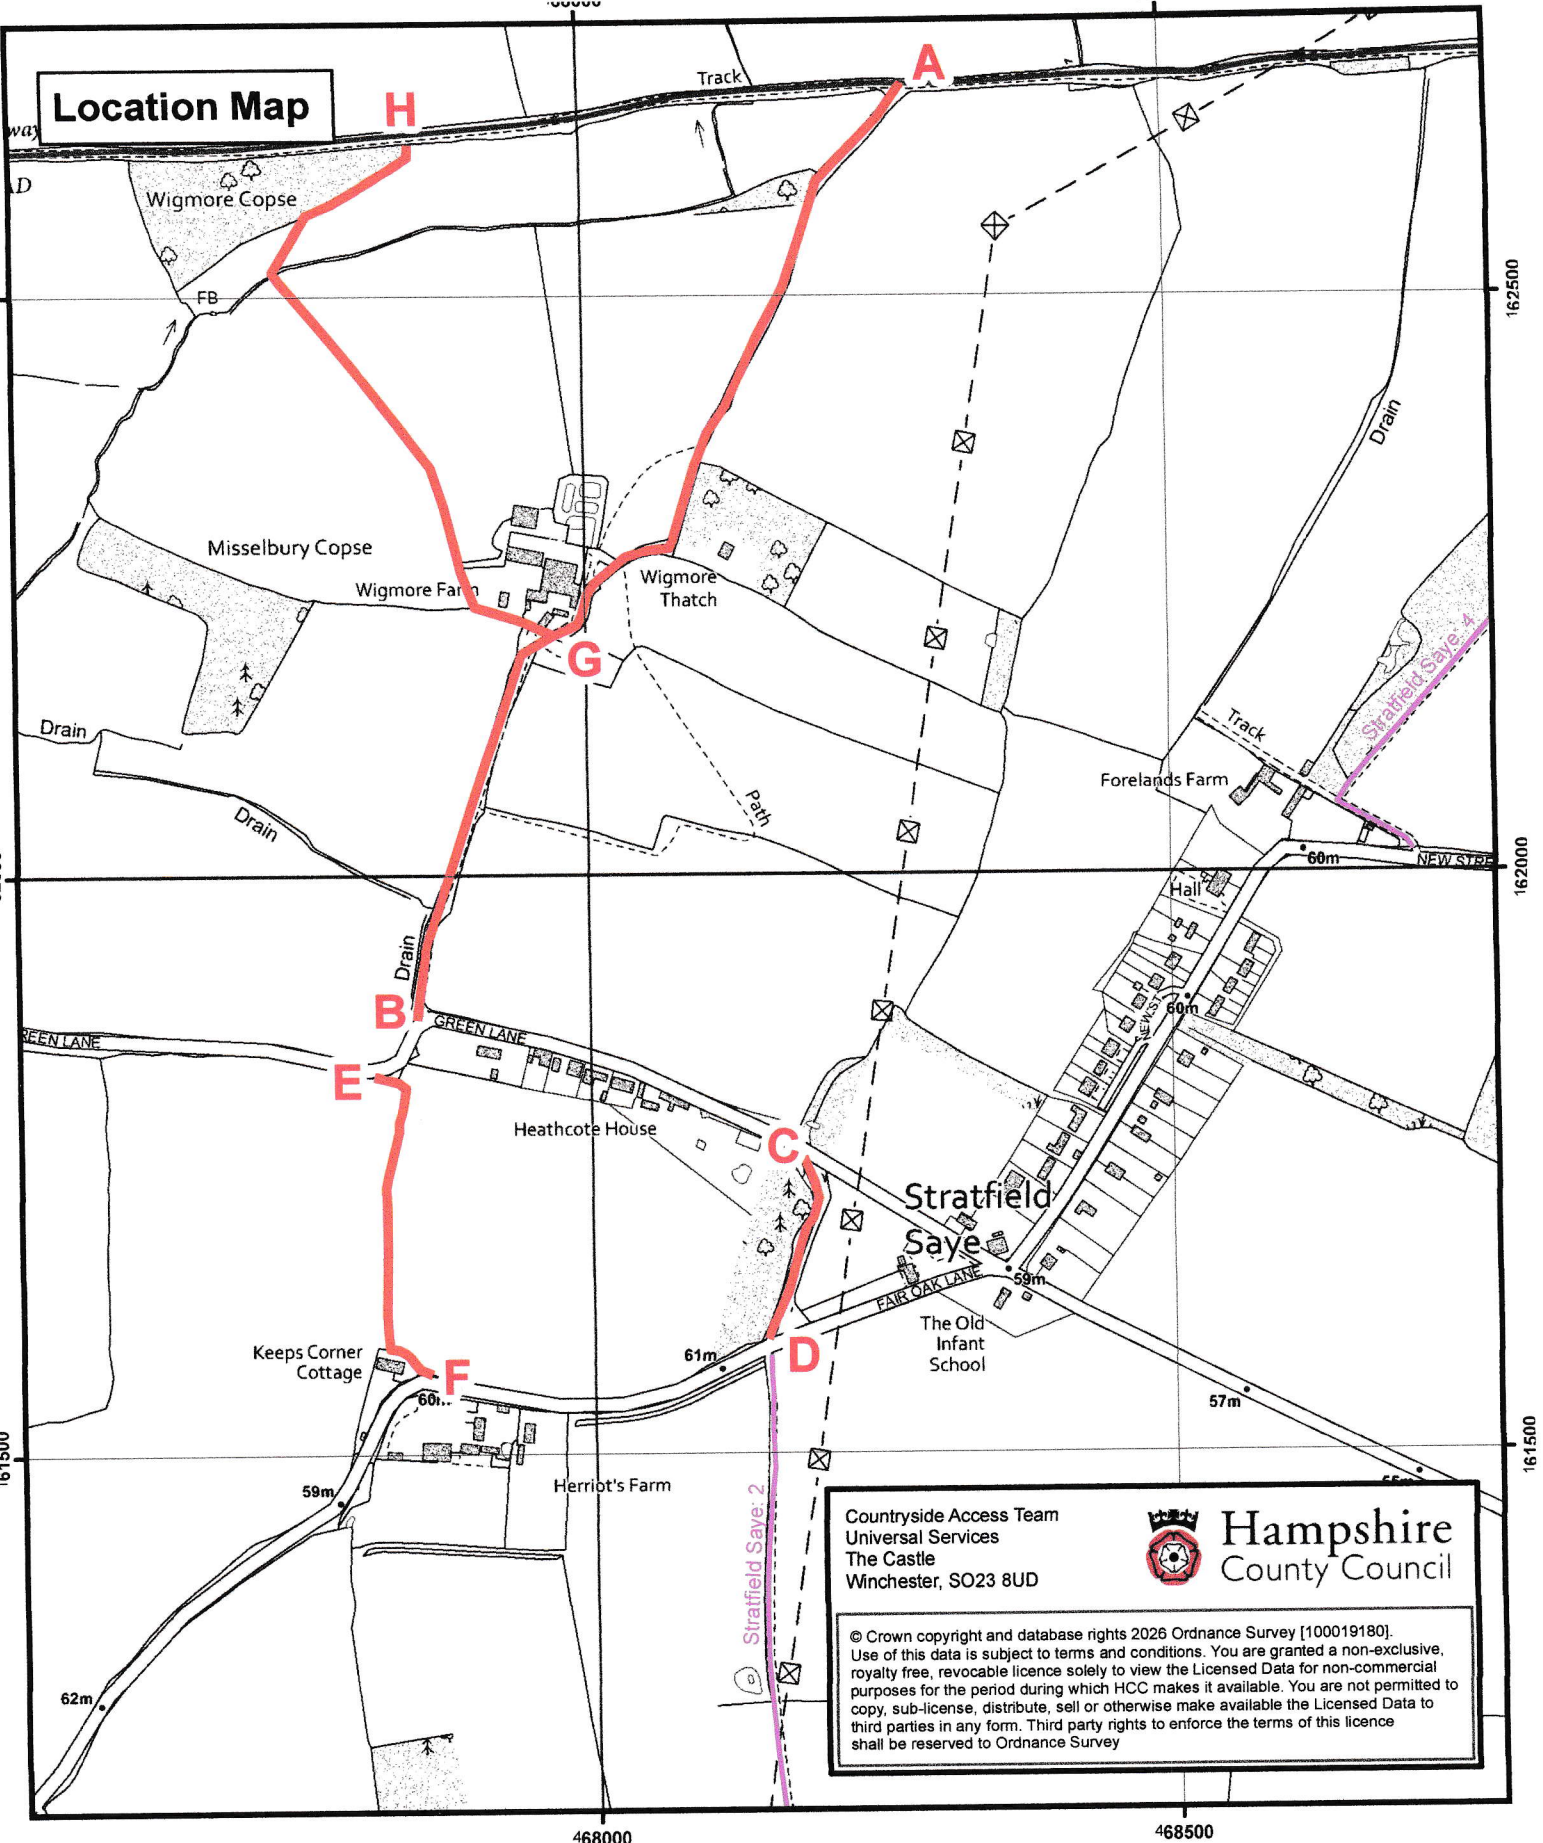 Location Map
H
Track
A
way
AD
Wigmore Copse
FB
162500
Drain
Misselbury Copse
Wigmore Farm
Wigmore
Thatch
G
Stratfield Saye: 4
Drain
Track
Forelands Farm
Drain
Path
60m
NEW STRE
162000
Hall
Drain
B
GREEN LANE
REEN LANE
NEW ST
60m
E
Heathcote House
C
Stratfield
Saye
59m
FAIR OAK LANE
The Old
Infant
School
D
61m
Keeps Corner
Cottage
F
57m
161500
161500
Herriot's Farm
59m
Stratfield Saye: 2
62m
Countryside Access Team
Universal Services
The Castle
Winchester, SO23 8UD
Hampshire
County Council
© Crown copyright and database rights 2026 Ordnance Survey [100019180].
Use of this data is subject to terms and conditions. You are granted a non-exclusive,
royalty free, revocable licence solely to view the Licensed Data for non-commercial
purposes for the period during which HCC makes it available. You are not permitted to
copy, sub-license, distribute, sell or otherwise make available the Licensed Data to
third parties in any form. Third party rights to enforce the terms of this licence
shall be reserved to Ordnance Survey
468000
468500